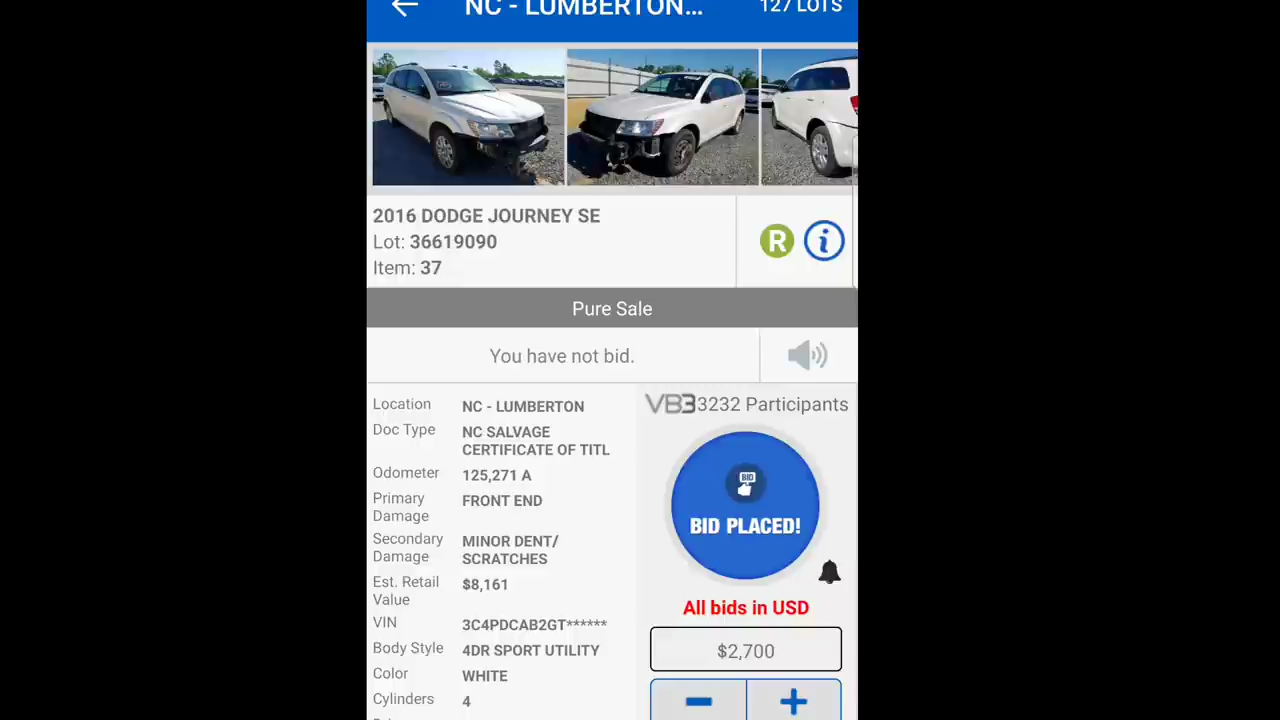 NC - LUMBERTON... 127 LOTS
2016 DODGE JOURNEY SE
Lot: 36619090
Item: 37
R i
Pure Sale
You have not bid.
Location NC - LUMBERTON
Doc Type NC SALVAGE
CERTIFICATE OF TITL
Odometer 125,271 A
Primary
Damage FRONT END
Secondary
Damage MINOR DENT/
SCRATCHES
Est. Retail
Value $8,161
VIN 3C4PDCAB2GT******
Body Style 4DR SPORT UTILITY
Color WHITE
Cylinders 4
VB3 3232 Participants
BID
BID PLACED!
All bids in USD
$2,700
- +